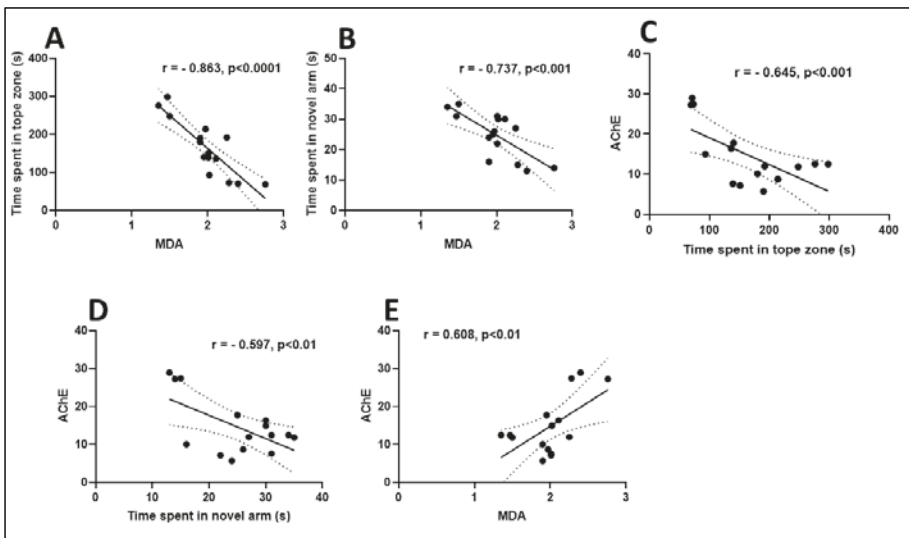 A
r = - 0.863, p<0.0001
Time spent in tope zone (s)
400
300
200
100
0
0
1
2
3
MDA
B
r = - 0.737, p<0.001
Time spent in novel arm (s)
50
40
30
20
10
0
0
1
2
3
MDA
C
r = - 0.645, p<0.001
AChE
40
30
20
10
0
0
100
200
300
400
Time spent in tope zone (s)
D
r = - 0.597, p<0.01
AChE
40
30
20
10
0
0
10
20
30
40
Time spent in novel arm (s)
E
r = 0.608, p<0.01
AChE
40
30
20
10
0
0
1
2
3
MDA